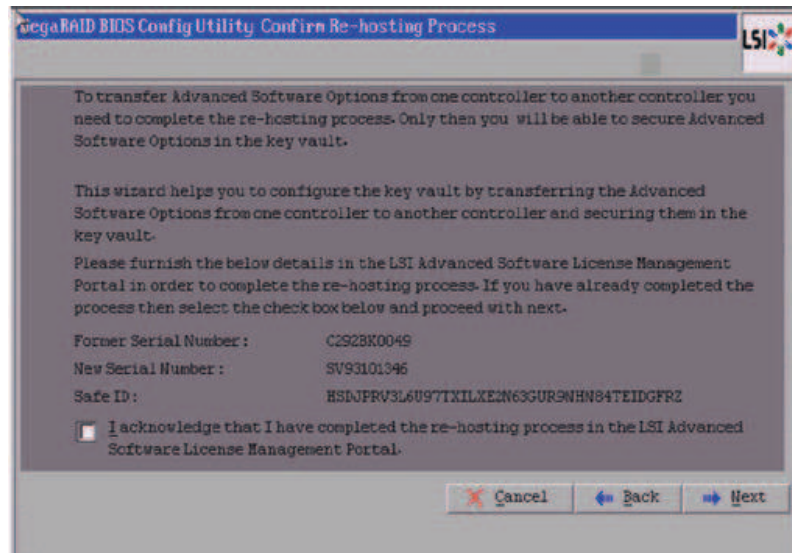 MegaRAID BIOS Config Utility Confirm Re-hosting Process
LSI
To transfer Advanced Software Options from one controller to another controller you
need to complete the re-hosting process. Only then you will be able to secure Advanced
Software Options in the key vault.
This wizard helps you to configure the key vault by transferring the Advanced
Software Options from one controller to another controller and securing them in the
key vault.
Please furnish the below details in the LSI Advanced Software License Management
Portal in order to complete the re-hosting process. If you have already completed the
process then select the check box below and proceed with next.
Former Serial Number: C292BK0049
New Serial Number: SV93101346
Safe ID:
I acknowledge that I have completed the re-hosting process in the LSI Advanced
Software License Management Portal.
Cancel Back Next